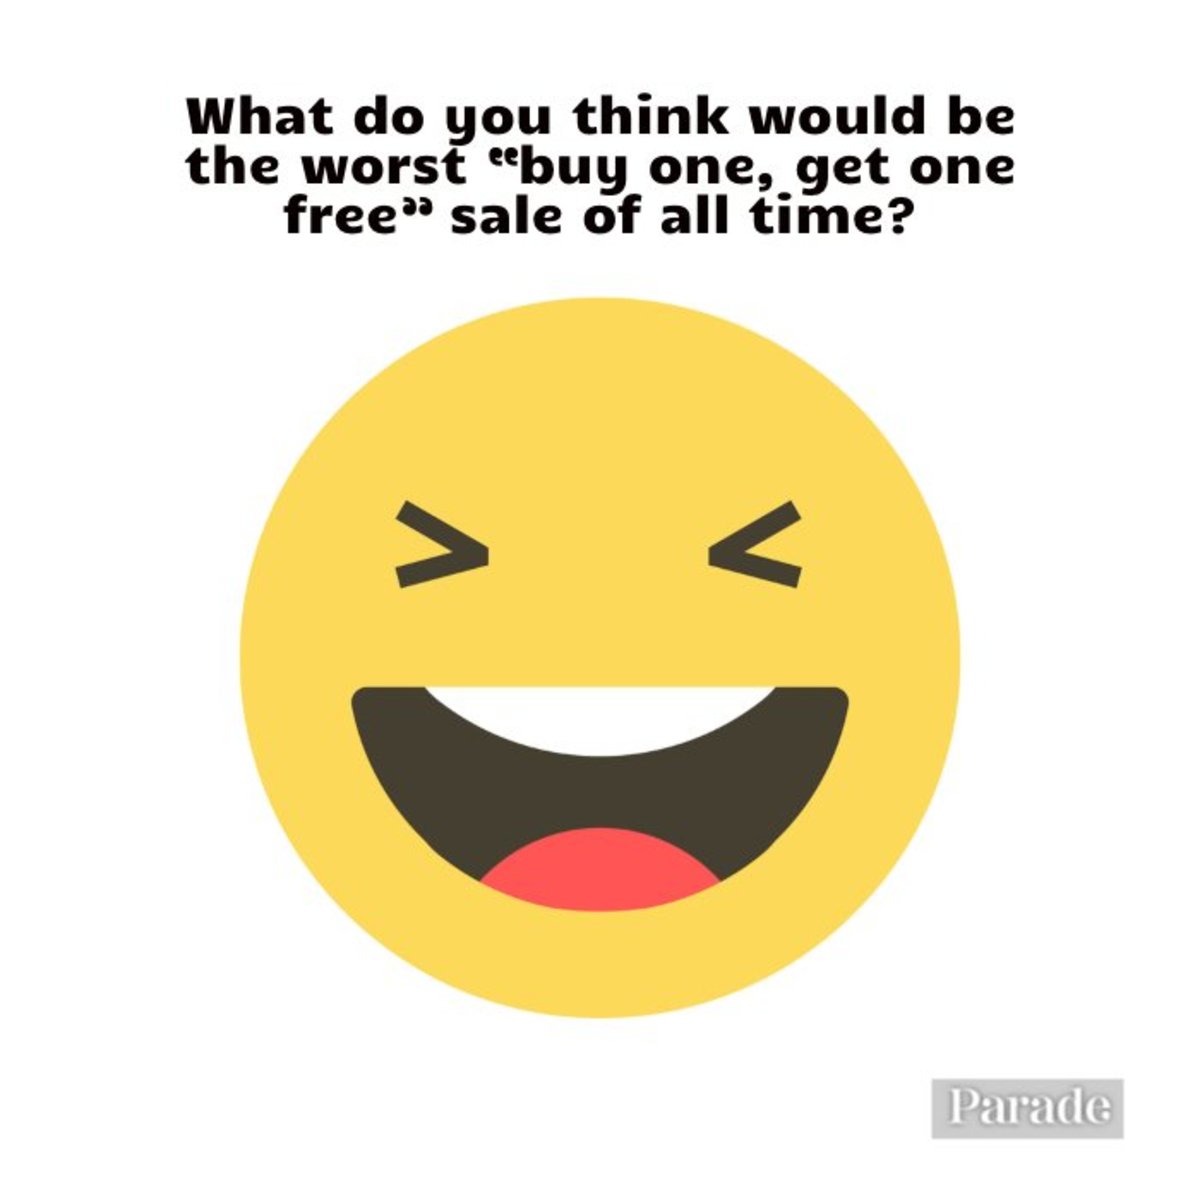 What do you think would be
the worst “buy one, get one
free” sale of all time?
Parade